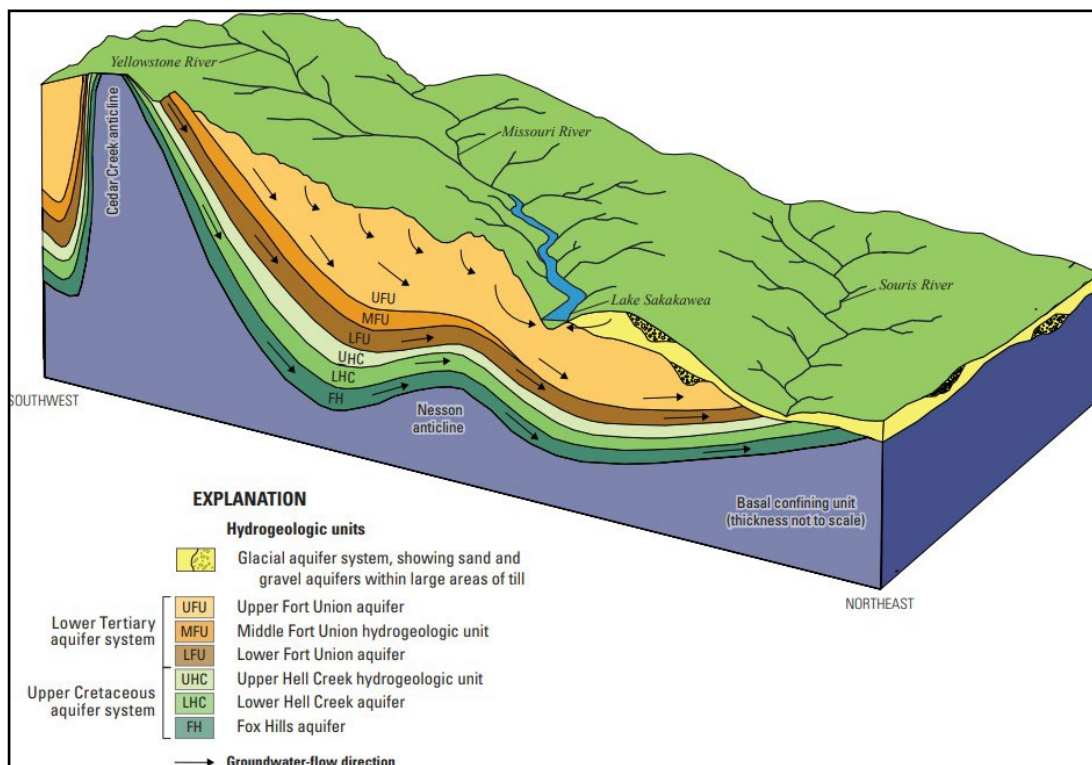 Yellowstone River
Cedar Creek anticline
Missouri River
Lake Sakakawea
Souris River
UFU
MFU
LFU
UHC
LHC
FH
SOUTHWEST
Nesson
anticline
Basal confining unit
(thickness not to scale)
NORTHEAST
EXPLANATION
Hydrogeologic units
Glacial aquifer system, showing sand and
gravel aquifers within large areas of till
Lower Tertiary
aquifer system
UFU Upper Fort Union aquifer
MFU Middle Fort Union hydrogeologic unit
LFU Lower Fort Union aquifer
Upper Cretaceous
aquifer system
UHC Upper Hell Creek hydrogeologic unit
LHC Lower Hell Creek aquifer
FH Fox Hills aquifer
Groundwater-flow direction